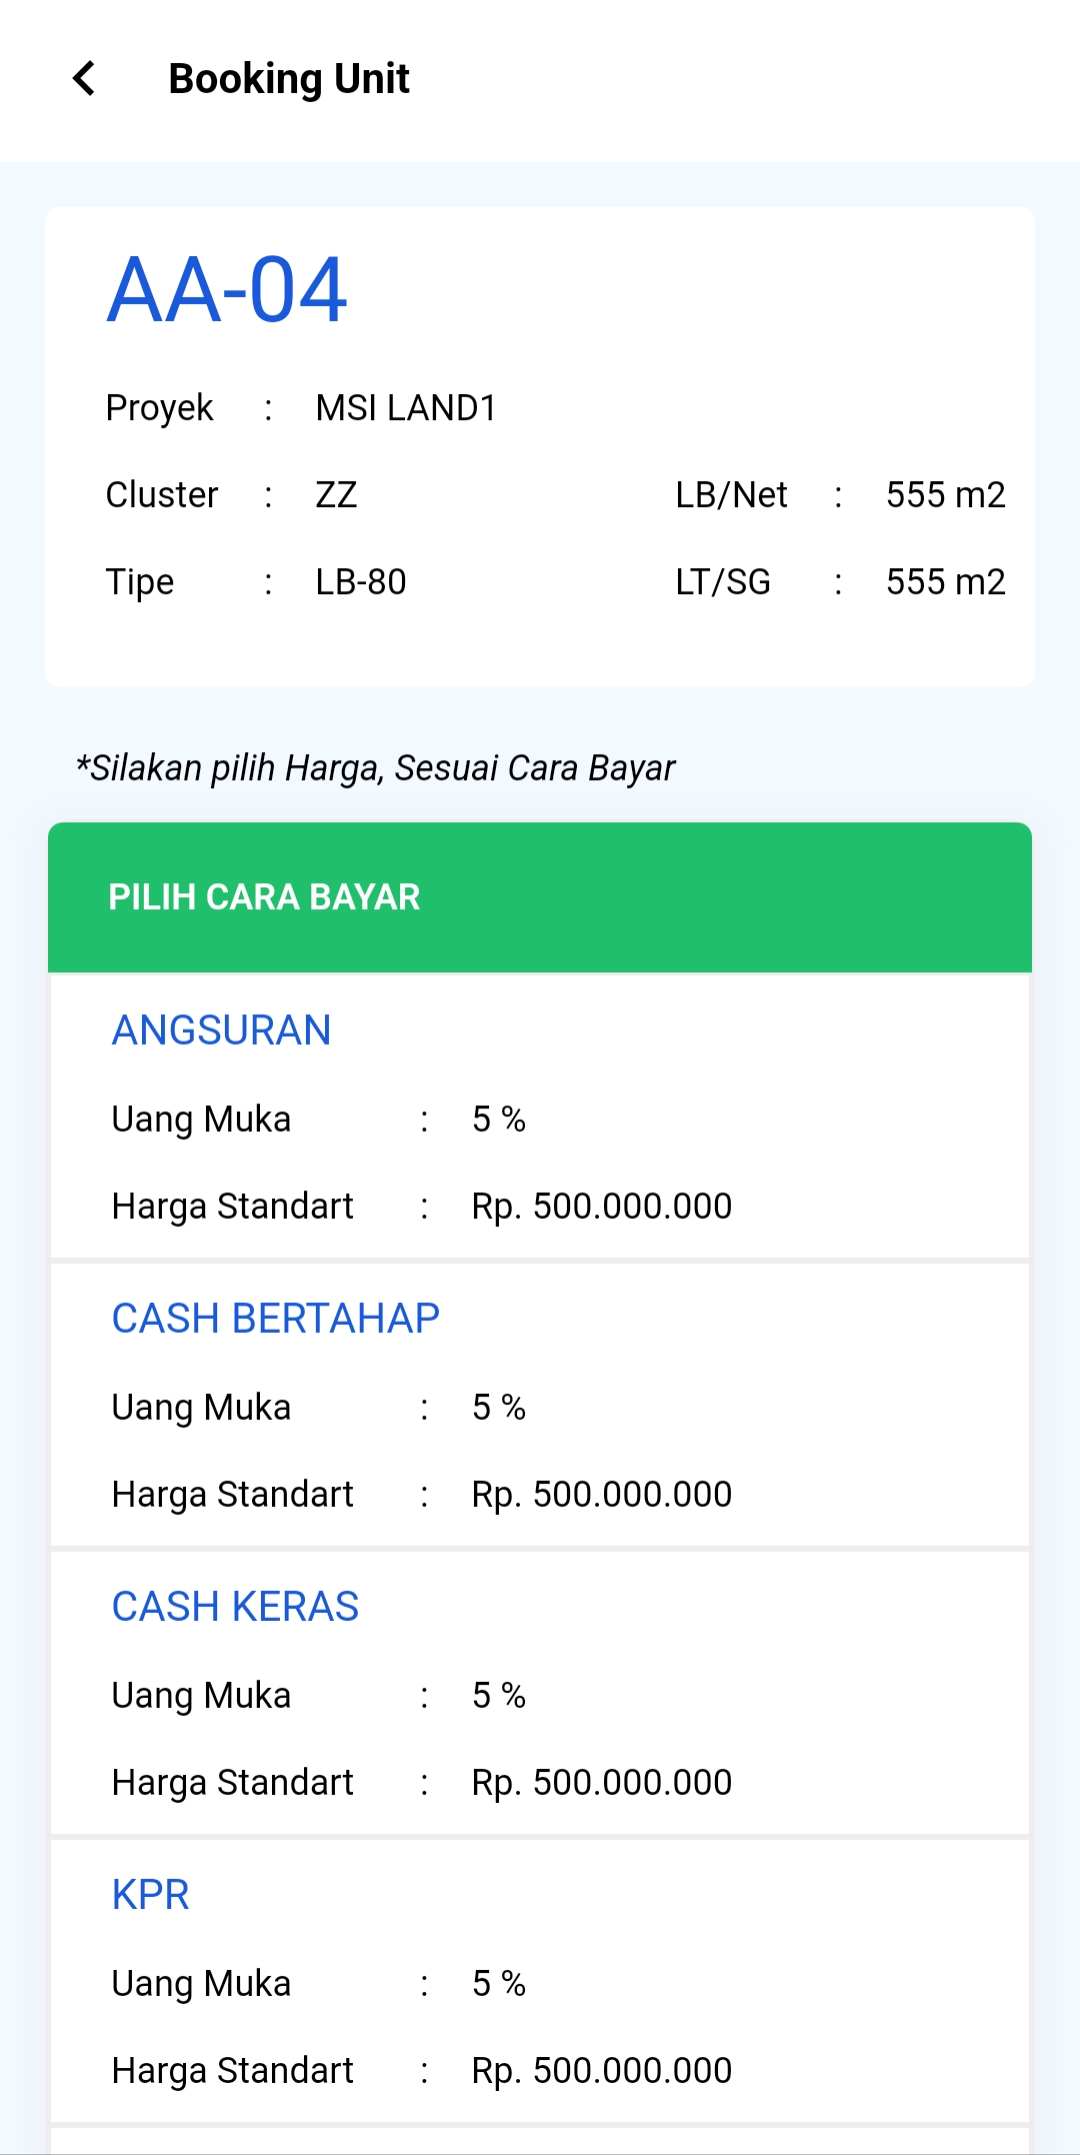 Booking Unit
AA-04
Proyek : MSI LAND1
Cluster : ZZ LB/Net : 555 m2
Tipe : LB-80 LT/SG : 555 m2
*Silakan pilih Harga, Sesuai Cara Bayar
PILIH CARA BAYAR
ANGSURAN
Uang Muka : 5 %
Harga Standart : Rp. 500.000.000
CASH BERTAHAP
Uang Muka : 5 %
Harga Standart : Rp. 500.000.000
CASH KERAS
Uang Muka : 5 %
Harga Standart : Rp. 500.000.000
KPR
Uang Muka : 5 %
Harga Standart : Rp. 500.000.000